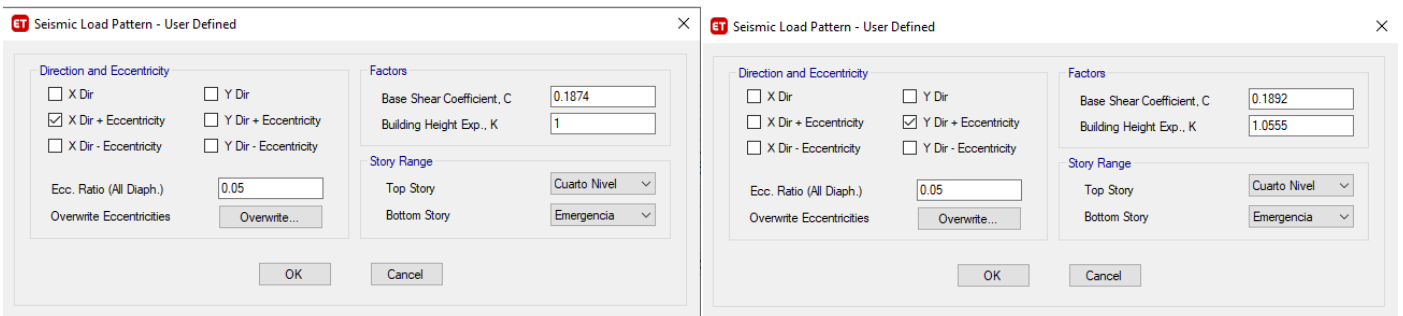 ET Seismic Load Pattern - User Defined
Direction and Eccentricity
X Dir Y Dir
X Dir + Eccentricity Y Dir + Eccentricity
X Dir - Eccentricity Y Dir - Eccentricity
Ecc. Ratio (All Diaph.) 0.05
Overwrite Eccentricities Overwrite...
Factors
Base Shear Coefficient, C 0.1874
Building Height Exp., K 1
Story Range
Top Story Cuarto Nivel
Bottom Story Emergencia
OK Cancel
ET Seismic Load Pattern - User Defined
Direction and Eccentricity
X Dir Y Dir
X Dir + Eccentricity Y Dir + Eccentricity
X Dir - Eccentricity Y Dir - Eccentricity
Ecc. Ratio (All Diaph.) 0.05
Overwrite Eccentricities Overwrite...
Factors
Base Shear Coefficient, C 0.1892
Building Height Exp., K 1.0555
Story Range
Top Story Cuarto Nivel
Bottom Story Emergencia
OK Cancel